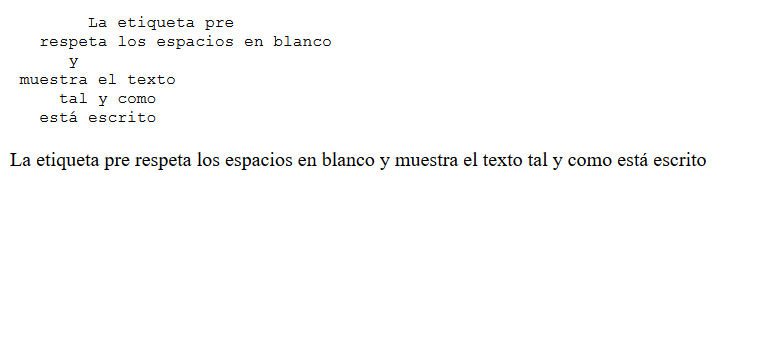 La etiqueta pre
respeta los espacios en blanco
y
muestra el texto
tal y como
está escrito
La etiqueta pre respeta los espacios en blanco y muestra el texto tal y como está escrito